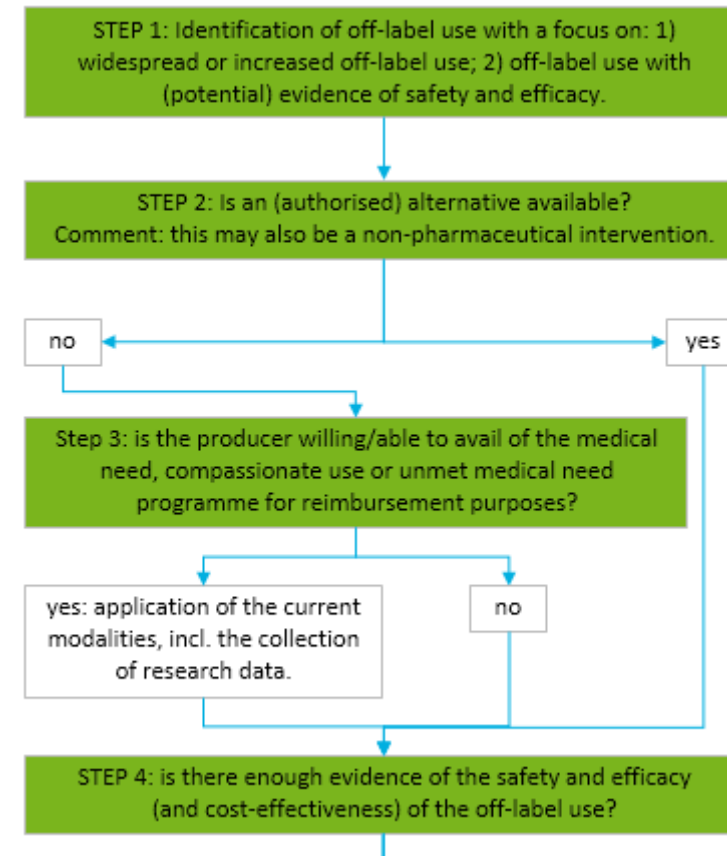 STEP 1: Identification of off-label use with a focus on: 1)
widespread or increased off-label use; 2) off-label use with
(potential) evidence of safety and efficacy.
STEP 2: Is an (authorised) alternative available?
Comment: this may also be a non-pharmaceutical intervention.
no
yes
Step 3: is the producer willing/able to avail of the medical
need, compassionate use or unmet medical need
programme for reimbursement purposes?
yes: application of the current
modalities, incl. the collection
of research data.
no
STEP 4: is there enough evidence of the safety and efficacy
(and cost-effectiveness) of the off-label use?